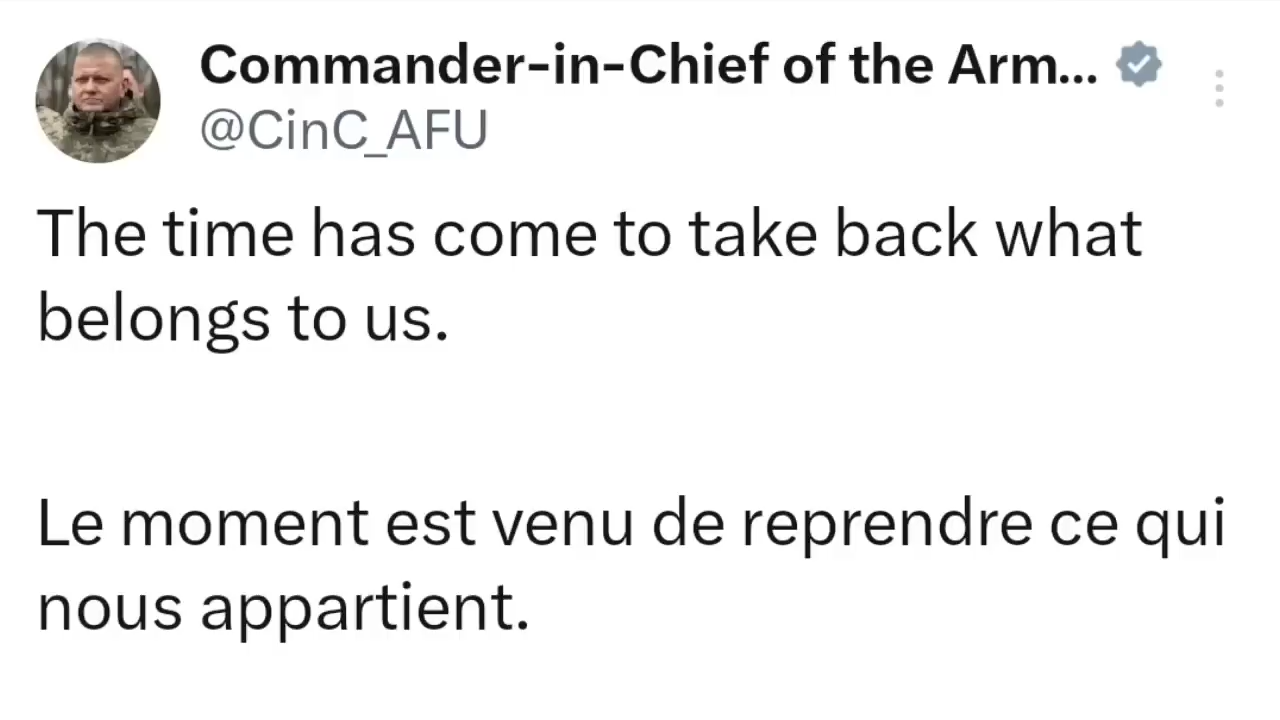 Commander-in-Chief of the Arm...
@CinC_AFU
The time has come to take back what
belongs to us.
Le moment est venu de reprendre ce qui
nous appartient.